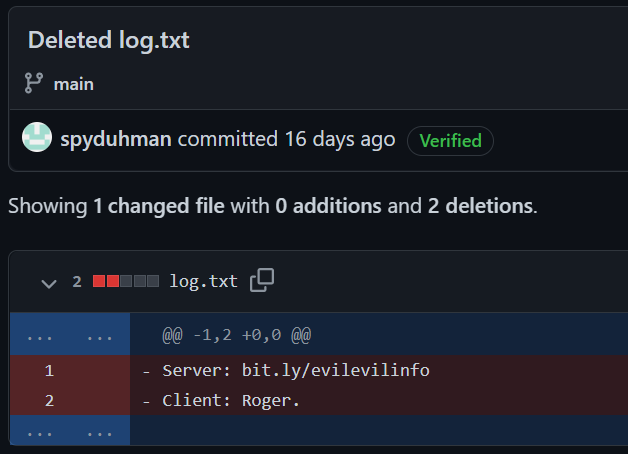 Deleted log.txt
main
spyduhman committed 16 days ago Verified
Showing 1 changed file with 0 additions and 2 deletions.
2 log.txt
... ... @@ -1,2 +0,0 @@
1 - Server: bit.ly/evilevilinfo
2 - Client: Roger.
... ...